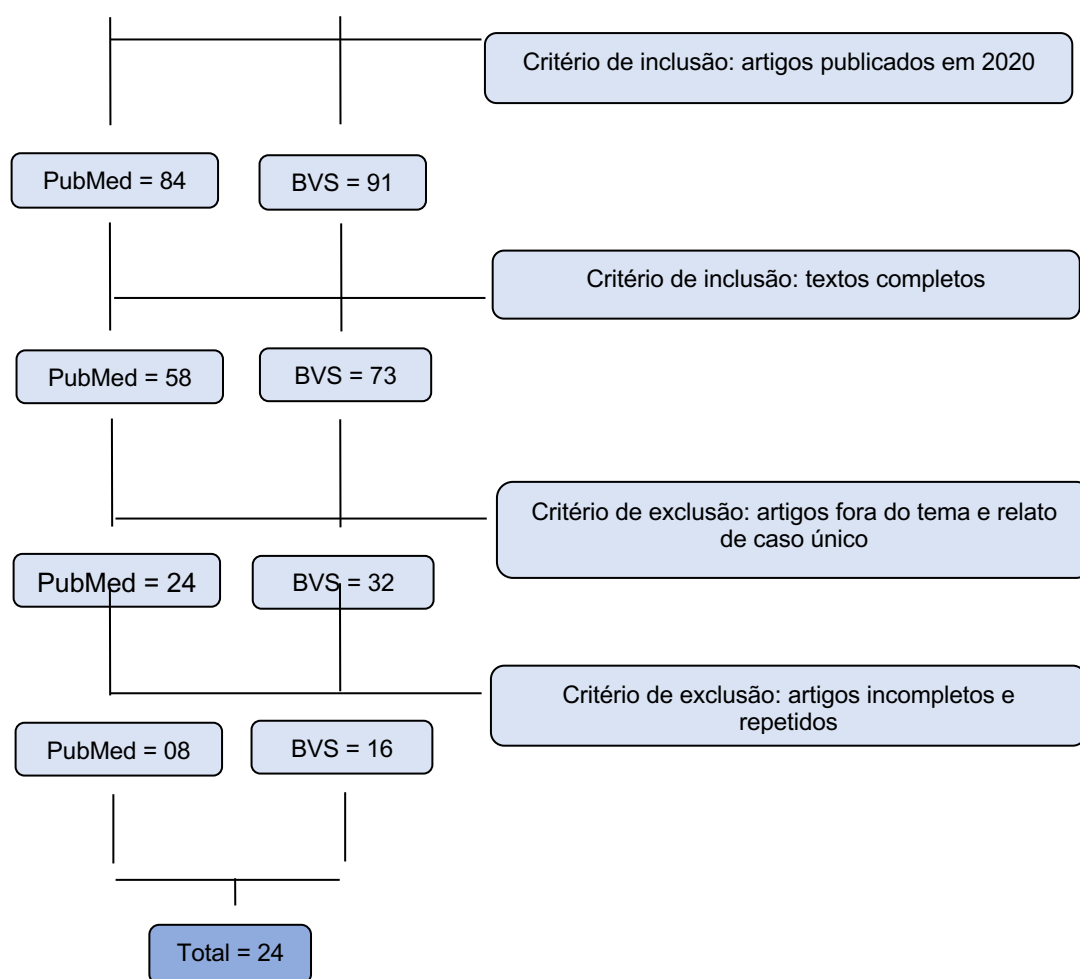 Critério de inclusão: artigos publicados em 2020
PubMed = 84
BVS = 91
Critério de inclusão: textos completos
PubMed = 58
BVS = 73
Critério de exclusão: artigos fora do tema e relato
de caso único
PubMed = 24
BVS = 32
Critério de exclusão: artigos incompletos e
repetidos
PubMed = 08
BVS = 16
Total = 24